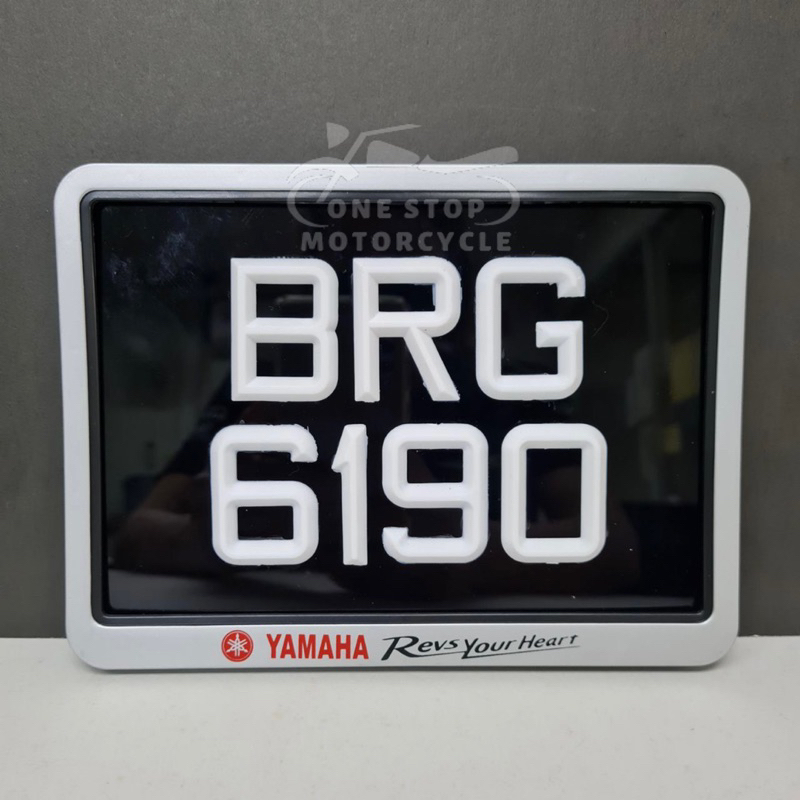 ONE STOP
MOTORCYCLE
BRG
6190
YAMAHA Revs Your Heart